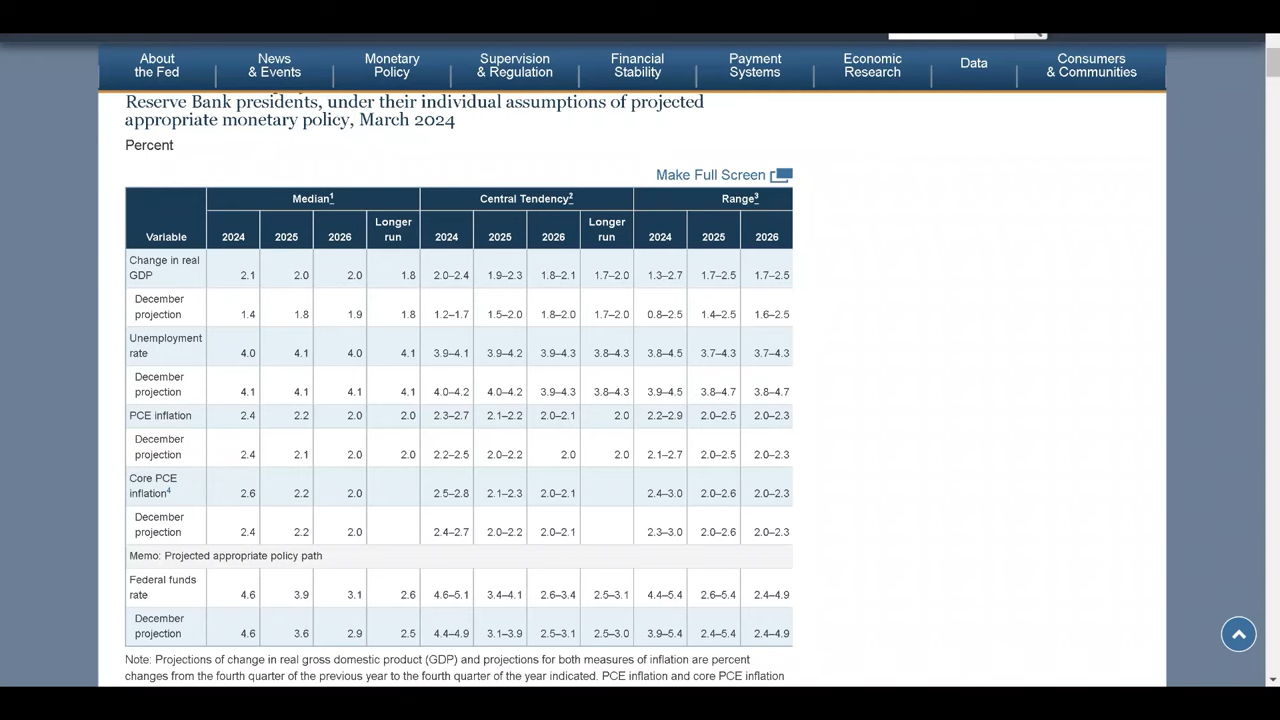 About
the Fed
News
& Events
Monetary
Policy
Supervision
& Regulation
Financial
Stability
Payment
Systems
Economic
Research
Data
Consumers
& Communities
Reserve Bank presidents, under their individual assumptions of projected
appropriate monetary policy, March 2024
Percent
Make Full Screen
Variable Median1 Central Tendency2 Range3
2024 2025 2026 Longer run 2024 2025 2026 Longer run 2024 2025 2026
Change in real
GDP 2.1 2.0 2.0 1.8 2.0–2.4 1.9–2.3 1.8–2.1 1.7–2.0 1.3–2.7 1.7–2.5 1.7–2.5
December
projection 1.4 1.8 1.9 1.8 1.2–1.7 1.5–2.0 1.8–2.0 1.7–2.0 0.8–2.5 1.4–2.5 1.6–2.5
Unemployment
rate 4.0 4.1 4.0 4.1 3.9–4.1 3.9–4.2 3.9–4.3 3.8–4.3 3.8–4.5 3.7–4.3 3.7–4.3
December
projection 4.1 4.1 4.1 4.1 4.0–4.2 4.0–4.2 3.9–4.3 3.8–4.3 3.9–4.5 3.8–4.7 3.8–4.7
PCE inflation 2.4 2.2 2.0 2.0 2.3–2.7 2.1–2.2 2.0–2.1 2.0 2.2–2.9 2.0–2.5 2.0–2.3
December
projection 2.4 2.1 2.0 2.0 2.2–2.5 2.0–2.2 2.0 2.0 2.1–2.7 2.0–2.5 2.0–2.3
Core PCE
inflation4 2.6 2.2 2.0 2.5–2.8 2.1–2.3 2.0–2.1 2.4–3.0 2.0–2.6 2.0–2.3
December
projection 2.4 2.2 2.0 2.4–2.7 2.0–2.2 2.0–2.1 2.3–3.0 2.0–2.6 2.0–2.3
Memo: Projected appropriate policy path
Federal funds
rate 4.6 3.9 3.1 2.6 4.6–5.1 3.4–4.1 2.6–3.4 2.5–3.1 4.4–5.4 2.6–5.4 2.4–4.9
December
projection 4.6 3.6 2.9 2.5 4.4–4.9 3.1–3.9 2.5–3.1 2.5–3.0 3.9–5.4 2.4–5.4 2.4–4.9
Note: Projections of change in real gross domestic product (GDP) and projections for both measures of inflation are percent
changes from the fourth quarter of the previous year to the fourth quarter of the year indicated. PCE inflation and core PCE inflation